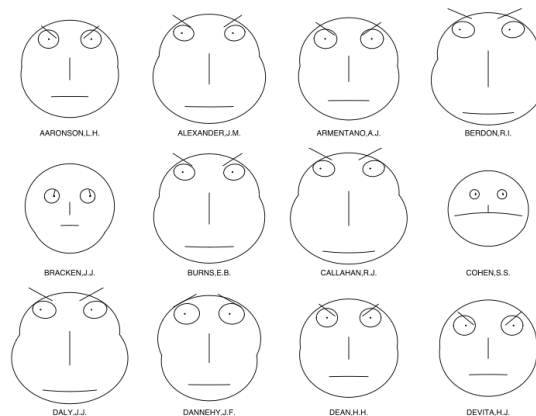 AARONSON,L.H.
ALEXANDER,J.M.
ARMENTANO,A.J.
BERDON,R.I.
BRACKEN,J.J.
BURNS,E.B.
CALLAHAN,R.J.
COHEN,S.S.
DALY,J.J.
DANNEHY,J.F.
DEAN,H.H.
DEVITA,H.J.